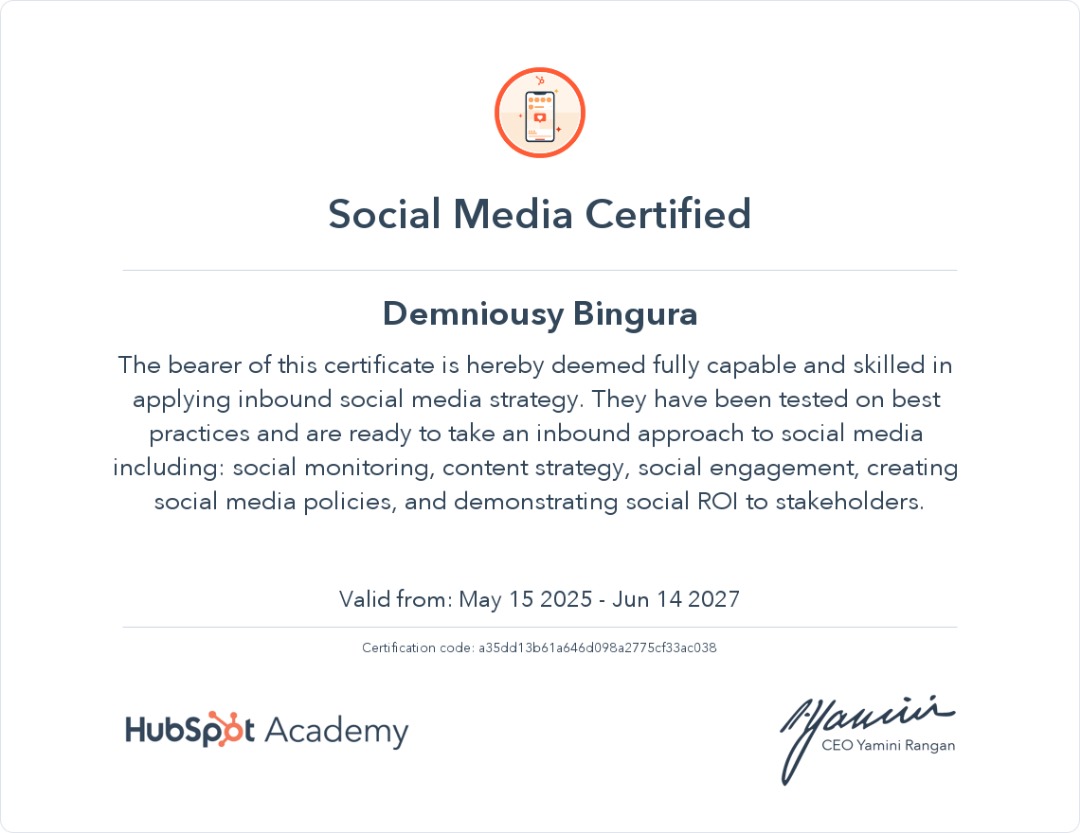 Social Media Certified
Demniousy Bingura
The bearer of this certificate is hereby deemed fully capable and skilled in
applying inbound social media strategy. They have been tested on best
practices and are ready to take an inbound approach to social media
including: social monitoring, content strategy, social engagement, creating
social media policies, and demonstrating social ROI to stakeholders.
Valid from: May 15 2025 - Jun 14 2027
Certification code: a35dd13b61a646d098a2775cf33ac038
HubSpot Academy
Yamini
CEO Yamini Rangan